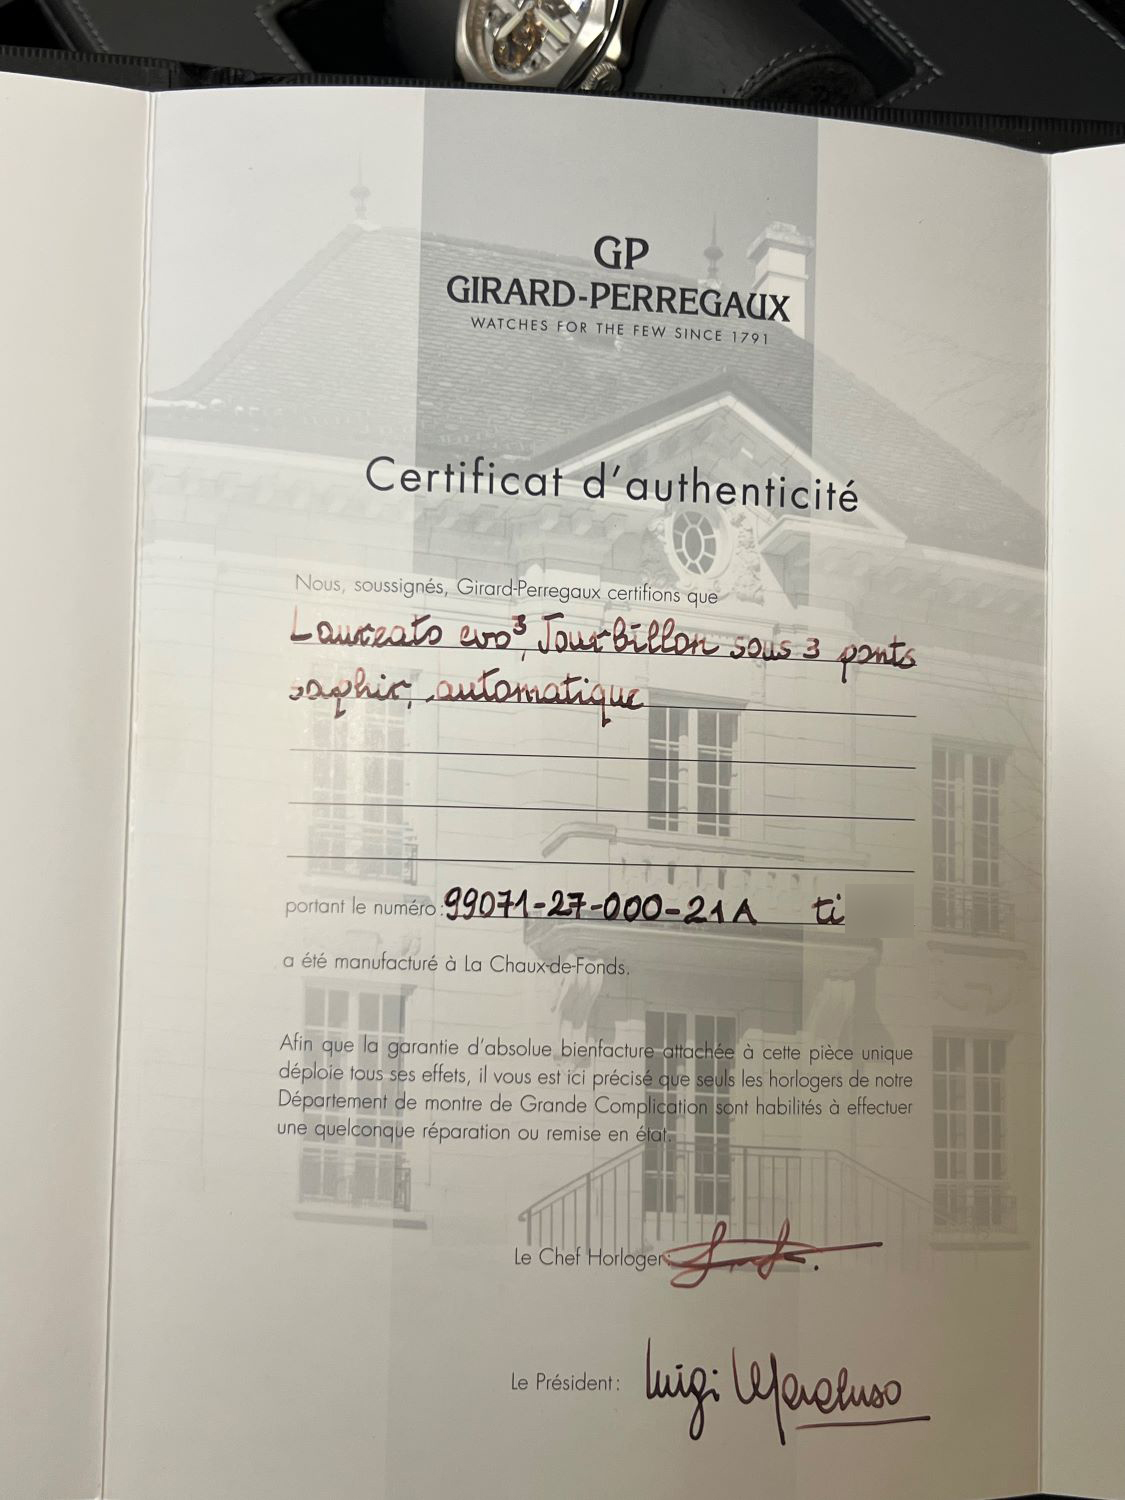 GP
GIRARD-PERREGAUX
WATCHES FOR THE FEW SINCE 1791
Certificat d'authenticité
Nous, soussignés, Girard-Perregaux certifions que
Laureato evo³, Tourbillon sous 3 ponts
saphir, automatique
portant le numéro: 99071-27-000-21A ti
a été manufacturé à La Chaux-de-Fonds.
Afin que la garantie d'absolue bienfacture attachée à cette pièce unique
déploie tous ses effets, il vous est ici précisé que seuls les horlogers de notre
Département de montre de Grande Complication sont habilités à effectuer
une quelconque réparation ou remise en état.
Le Chef Horloger:
Le Président: Luigi Macaluso